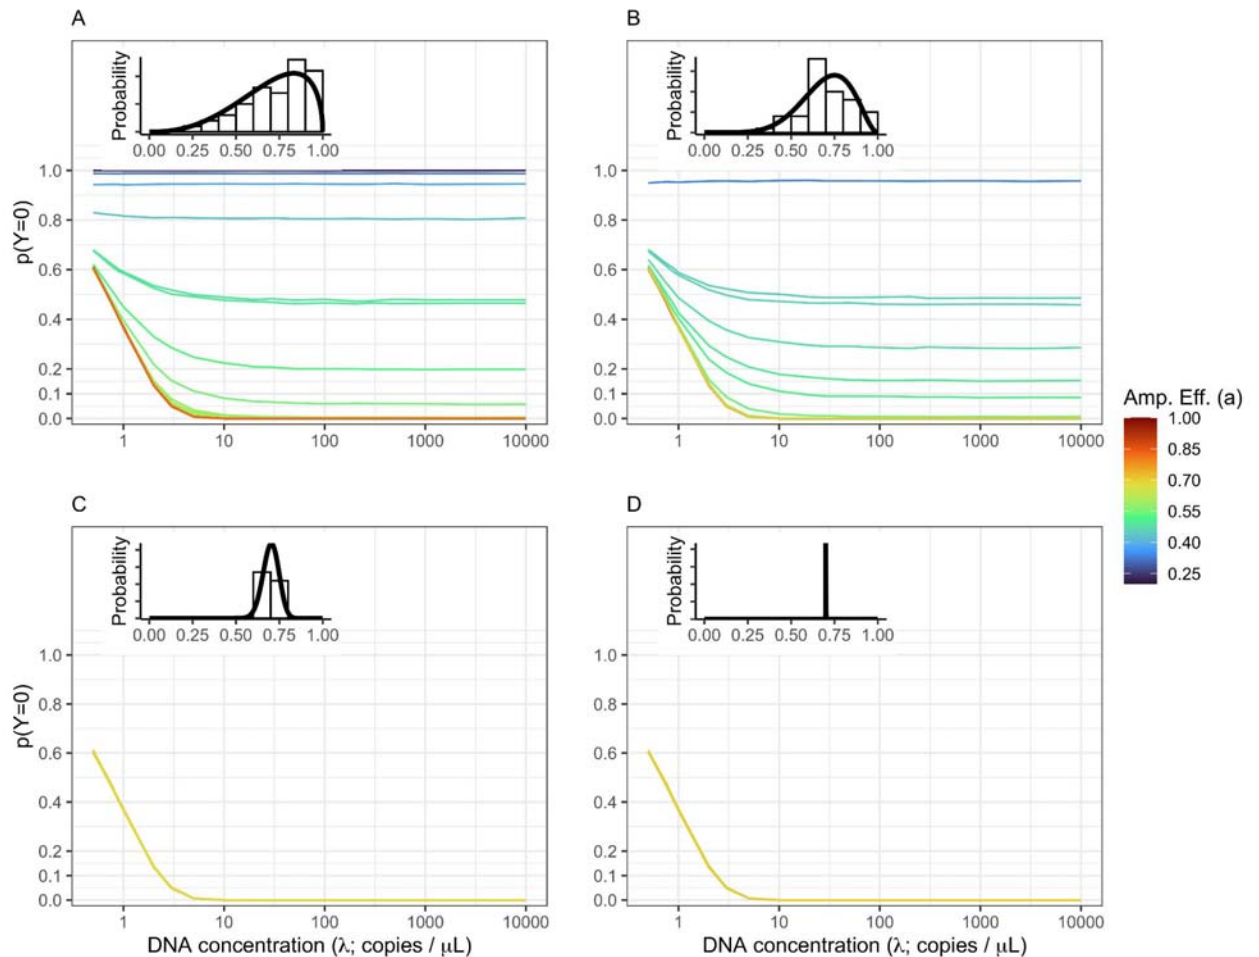 A
B
Probability
0.00 0.25 0.50 0.75 1.00
Probability
0.00 0.25 0.50 0.75 1.00
p(Y=0)
1.0
0.8
0.6
0.4
0.2
0.1
0.0
1 10 100 1000 10000
1.0
0.8
0.6
0.4
0.2
0.1
0.0
1 10 100 1000 10000
Amp. Eff. (a)
1.00
0.85
0.70
0.55
0.40
0.25
C
D
Probability
0.00 0.25 0.50 0.75 1.00
Probability
0.00 0.25 0.50 0.75 1.00
p(Y=0)
1.0
0.8
0.6
0.4
0.2
0.1
0.0
1 10 100 1000 10000
DNA concentration (λ; copies / μL)
1.0
0.8
0.6
0.4
0.2
0.1
0.0
1 10 100 1000 10000
DNA concentration (λ; copies / μL)